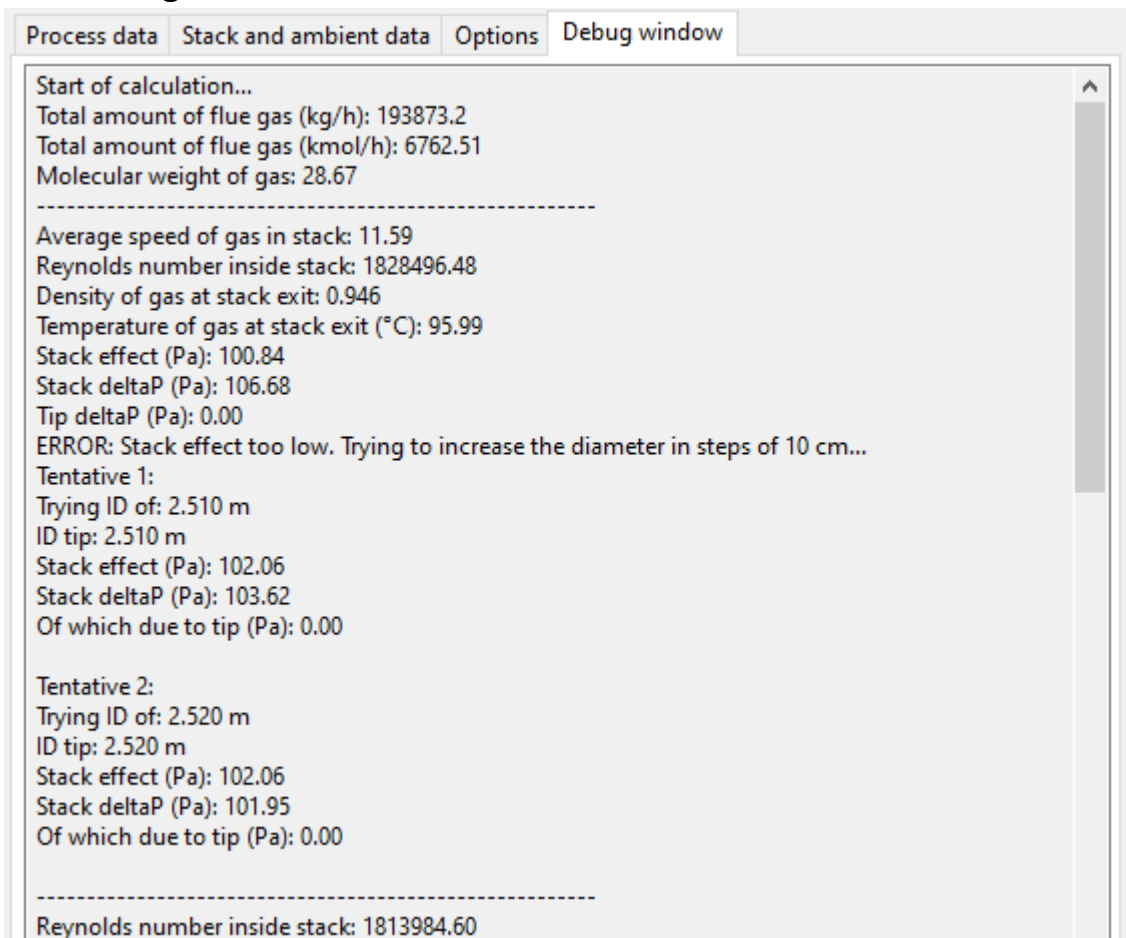 Process data Stack and ambient data Options Debug window
Start of calculation...
Total amount of flue gas (kg/h): 193873.2
Total amount of flue gas (kmol/h): 6762.51
Molecular weight of gas: 28.67
--------------------------------------------------------
Average speed of gas in stack: 11.59
Reynolds number inside stack: 1828496.48
Density of gas at stack exit: 0.946
Temperature of gas at stack exit (°C): 95.99
Stack effect (Pa): 100.84
Stack deltaP (Pa): 106.68
Tip deltaP (Pa): 0.00
ERROR: Stack effect too low. Trying to increase the diameter in steps of 10 cm...
Tentative 1:
Trying ID of: 2.510 m
ID tip: 2.510 m
Stack effect (Pa): 102.06
Stack deltaP (Pa): 103.62
Of which due to tip (Pa): 0.00
Tentative 2:
Trying ID of: 2.520 m
ID tip: 2.520 m
Stack effect (Pa): 102.06
Stack deltaP (Pa): 101.95
Of which due to tip (Pa): 0.00
--------------------------------------------------------
Reynolds number inside stack: 1813984.60